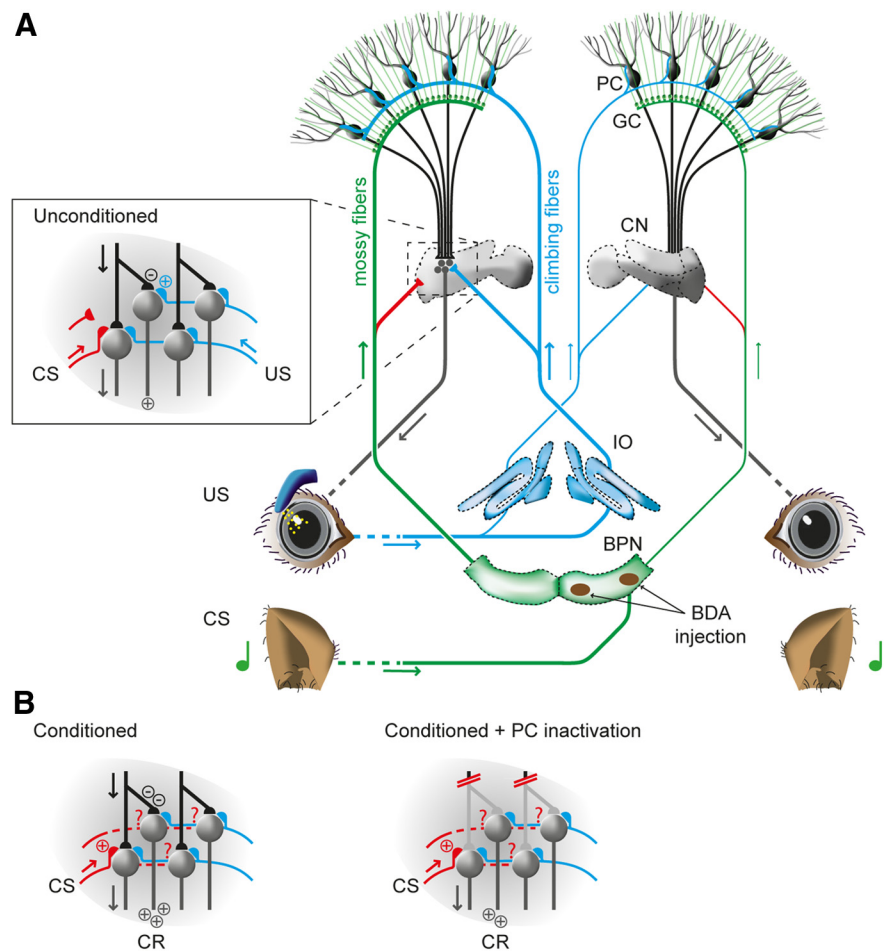 A
PC
GC
mossy fibers
climbing fibers
CN
Unconditioned
−
+
CS
US
+
IO
US
BPN
CS
BDA
injection
B
Conditioned
Conditioned + PC inactivation
− −
? ?
+
?
CS
+ + +
CR
? ?
+
?
CS
+ +
CR